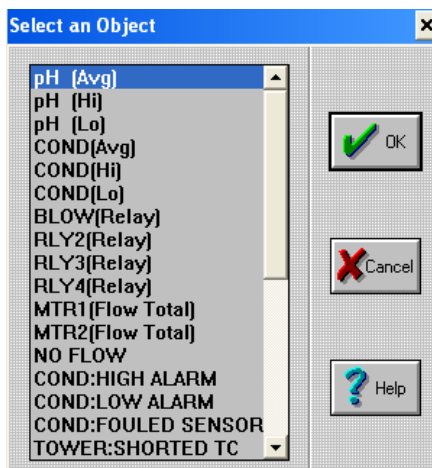 Select an Object
pH (Avg)
pH (Hi)
pH (Lo)
COND(Avg)
COND(Hi)
COND(Lo)
BLOW(Relay)
RLY2(Relay)
RLY3(Relay)
RLY4(Relay)
MTR1(Flow Total)
MTR2(Flow Total)
NO FLOW
COND:HIGH ALARM
COND:LOW ALARM
COND:FOULED SENSOR
TOWER:SHORTED TC
OK
Cancel
Help